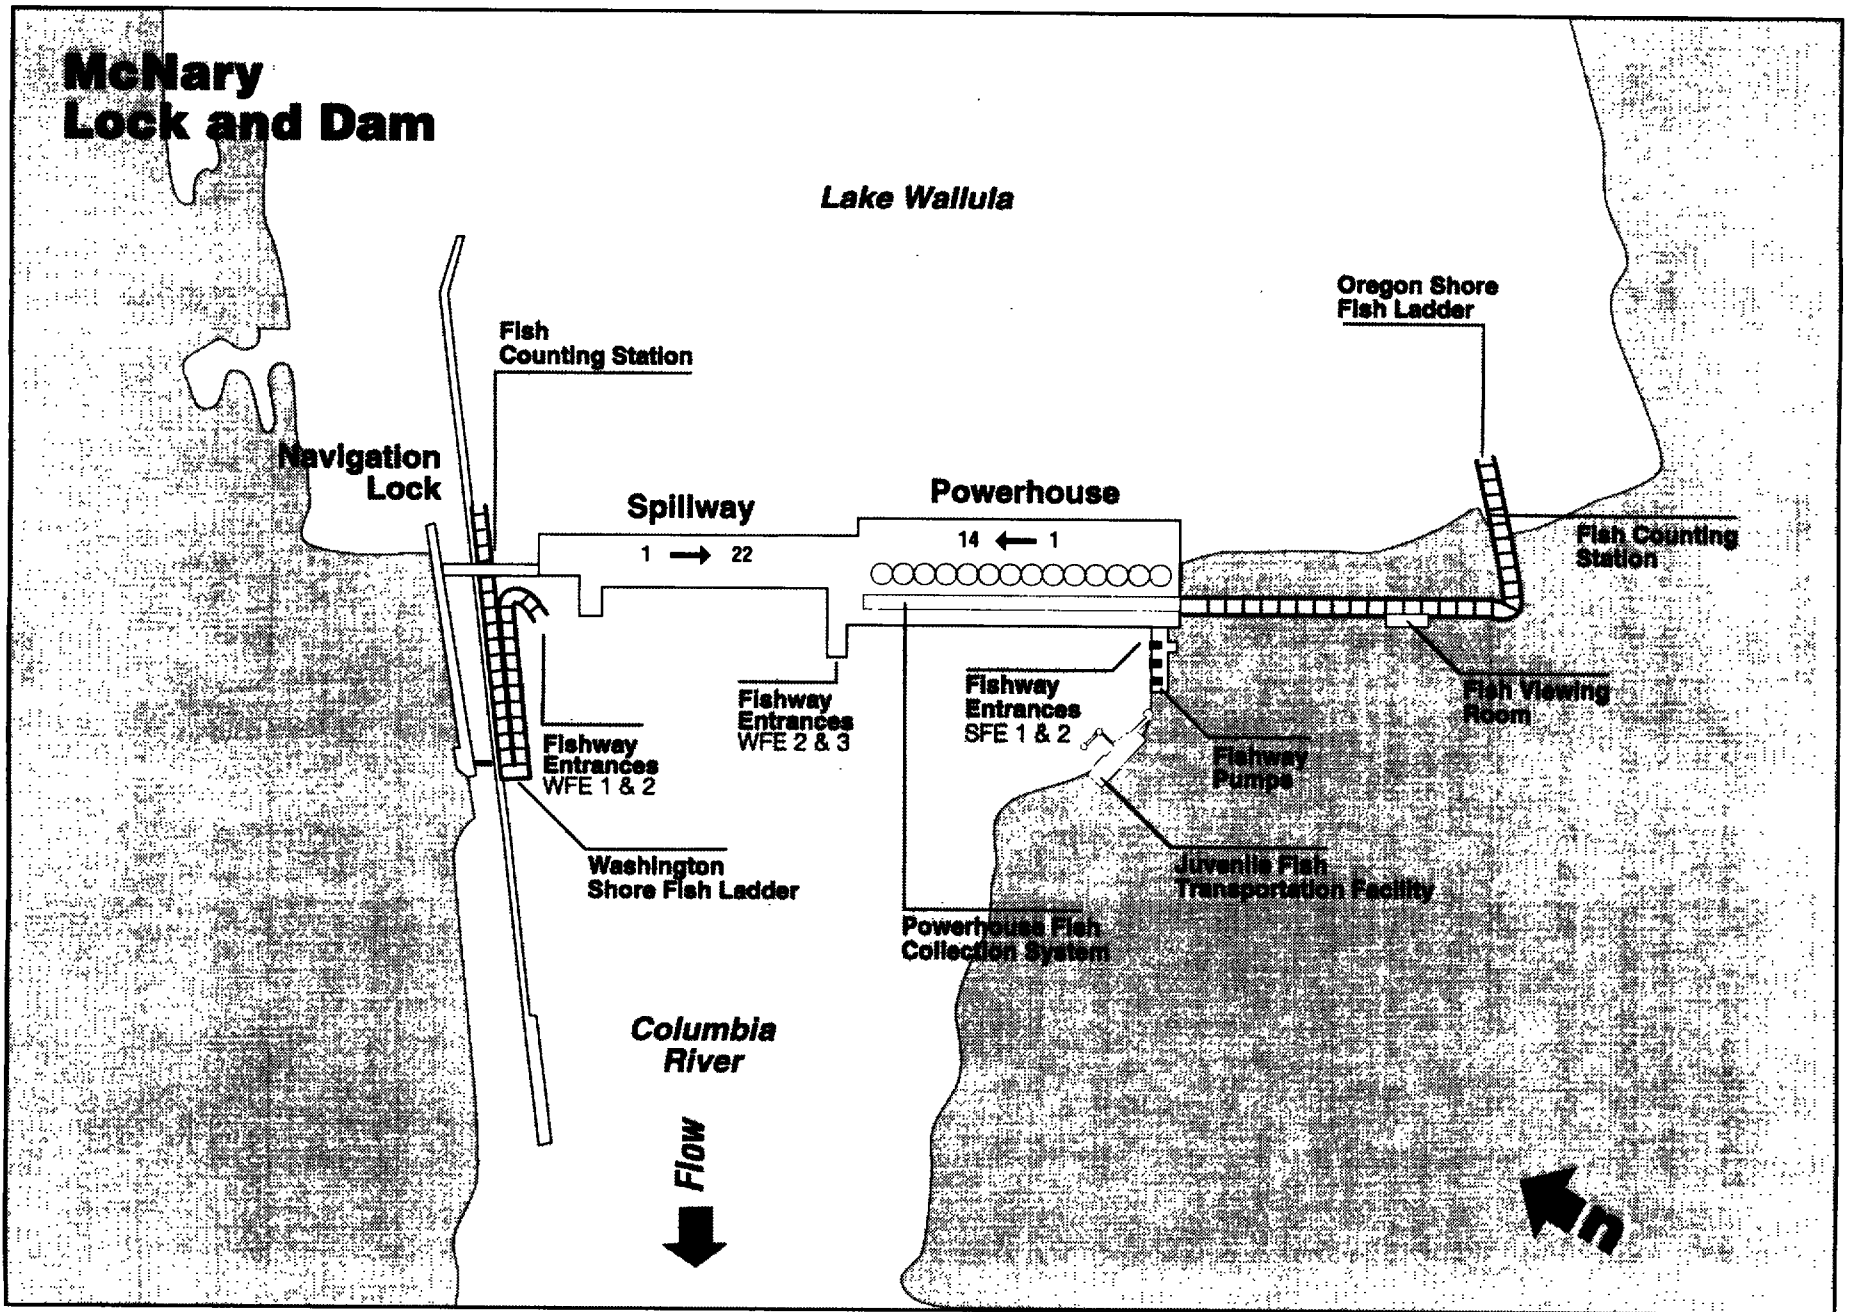 McNary
Lock and Dam
Lake Wallula
Oregon Shore
Fish Ladder
Fish
Counting Station
Navigation
Lock
Spillway
1 22
Powerhouse
14 1
Fish Counting
Station
Fishway
Entrances
WFE 2 & 3
Fishway
Entrances
SFE 1 & 2
Fish Viewing
Room
Fishway
Entrances
WFE 1 & 2
Fishway
Pumps
Washington
Shore Fish Ladder
Juvenile Fish
Transportation Facility
Powerhouse Fish
Collection System
Columbia
River
Flow
n